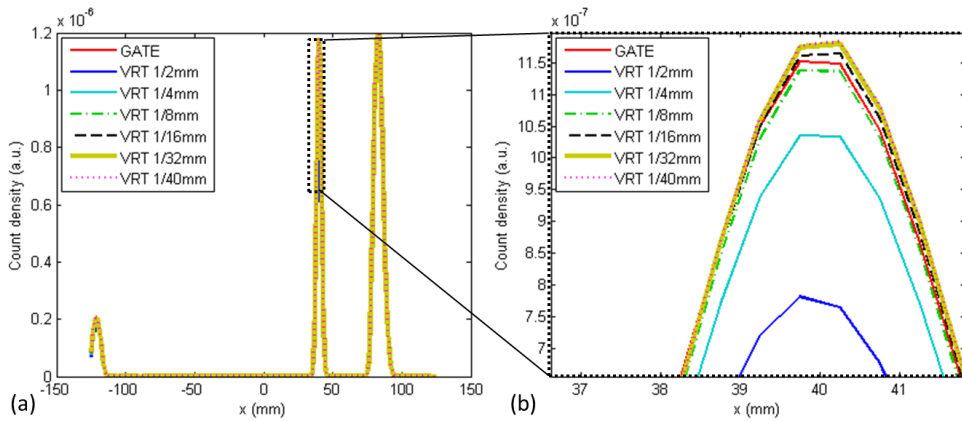 x 10^-6
1.2
1
0.8
0.6
0.4
0.2
0
Count density (a.u.)
GATE
VRT 1/2mm
VRT 1/4mm
VRT 1/8mm
VRT 1/16mm
VRT 1/32mm
VRT 1/40mm
-150 -100 -50 0 50 100 150
x (mm)
(a)
x 10^-7
11.5
11
10.5
10
9.5
9
8.5
8
7.5
7
Count density (a.u.)
GATE
VRT 1/2mm
VRT 1/4mm
VRT 1/8mm
VRT 1/16mm
VRT 1/32mm
VRT 1/40mm
37 38 39 40 41
x (mm)
(b)